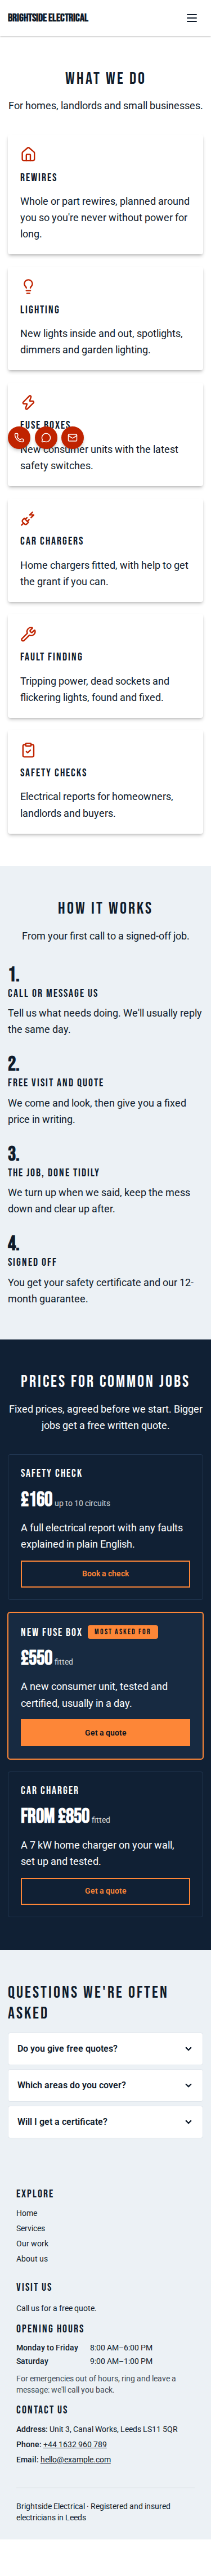 BRIGHTSIDE ELECTRICAL
WHAT WE DO
For homes, landlords and small businesses.
REWIRES
Whole or part rewires, planned around
you so you're never without power for
long.
LIGHTING
New lights inside and out, spotlights,
dimmers and garden lighting.
FUSE BOXES
New consumer units with the latest
safety switches.
CAR CHARGERS
Home chargers fitted, with help to get
the grant if you can.
FAULT FINDING
Tripping power, dead sockets and
flickering lights, found and fixed.
SAFETY CHECKS
Electrical reports for homeowners,
landlords and buyers.
HOW IT WORKS
From your first call to a signed-off job.
1.
CALL OR MESSAGE US
Tell us what needs doing. We'll usually reply
the same day.
2.
FREE VISIT AND QUOTE
We come and look, then give you a fixed
price in writing.
3.
THE JOB, DONE TIDILY
We turn up when we said, keep the mess
down and clear up after.
4.
SIGNED OFF
You get your safety certificate and our 12-
month guarantee.
PRICES FOR COMMON JOBS
Fixed prices, agreed before we start. Bigger
jobs get a free written quote.
SAFETY CHECK
£160 up to 10 circuits
A full electrical report with any faults
explained in plain English.
Book a check
NEW FUSE BOX MOST ASKED FOR
£550 fitted
A new consumer unit, tested and
certified, usually in a day.
Get a quote
CAR CHARGER
FROM £850 fitted
A 7 kW home charger on your wall,
set up and tested.
Get a quote
QUESTIONS WE'RE OFTEN
ASKED
Do you give free quotes?
Which areas do you cover?
Will I get a certificate?
EXPLORE
Home
Services
Our work
About us
VISIT US
Call us for a free quote.
OPENING HOURS
Monday to Friday 8:00 AM–6:00 PM
Saturday 9:00 AM–1:00 PM
For emergencies out of hours, ring and leave a
message: we'll call you back.
CONTACT US
Address: Unit 3, Canal Works, Leeds LS11 5QR
Phone: +44 1632 960 789
Email: hello@example.com
Brightside Electrical · Registered and insured
electricians in Leeds